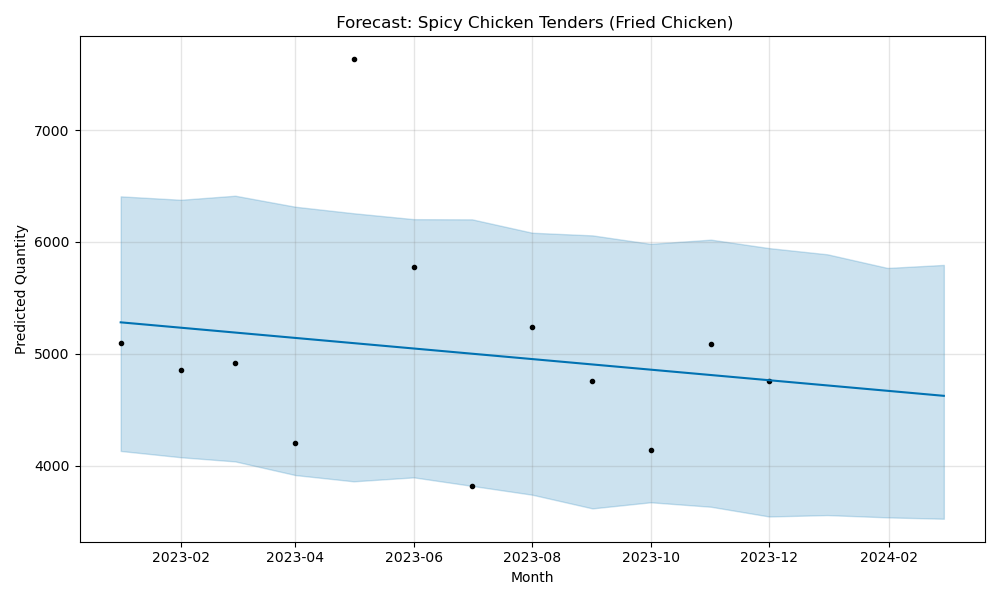 Forecast: Spicy Chicken Tenders (Fried Chicken)
Predicted Quantity
7000
6000
5000
4000
2023-02 2023-04 2023-06 2023-08 2023-10 2023-12 2024-02
Month